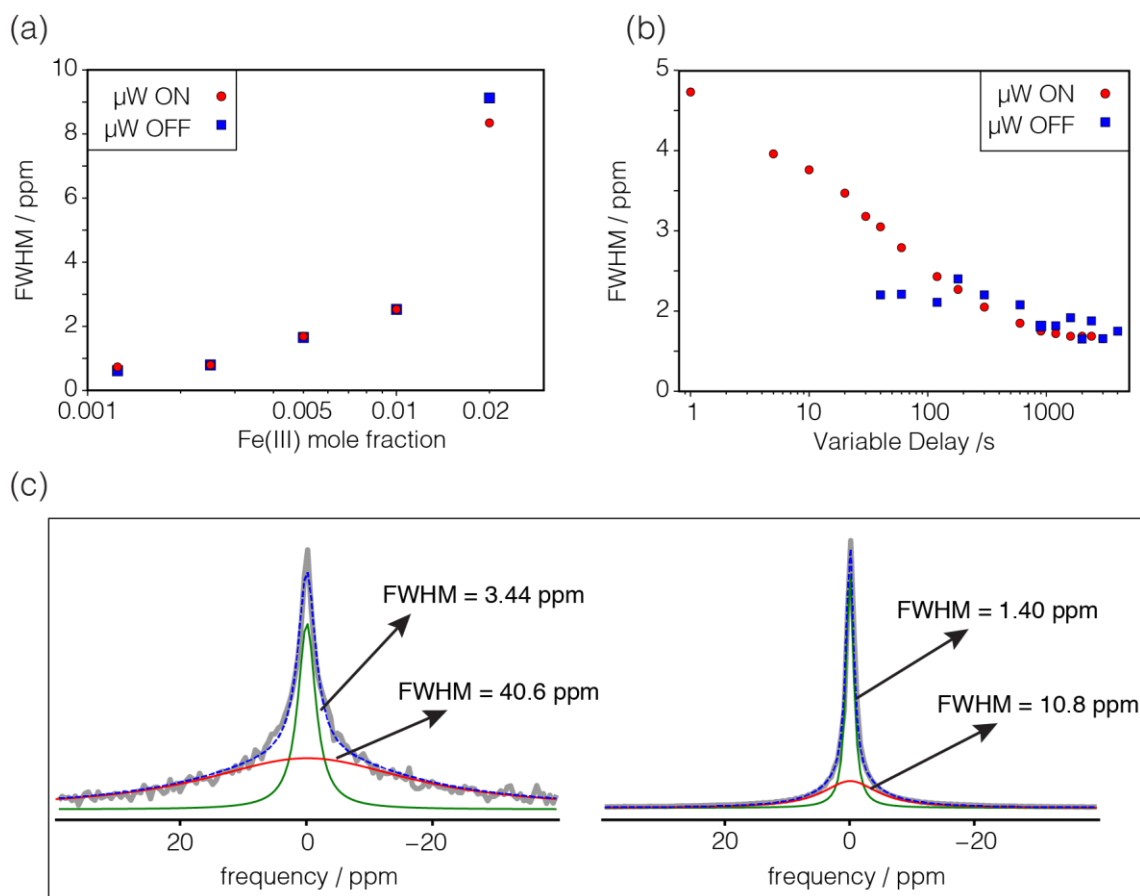 (a)
10
8
6
4
2
0
FWHM / ppm
µW ON
µW OFF
0.001
0.005
0.01
0.02
Fe(III) mole fraction
(b)
5
4
3
2
1
0
FWHM / ppm
µW ON
µW OFF
1
10
100
1000
Variable Delay /s
(c)
FWHM = 3.44 ppm
FWHM = 40.6 ppm
20
0
−20
frequency / ppm
FWHM = 1.40 ppm
FWHM = 10.8 ppm
20
0
−20
frequency / ppm